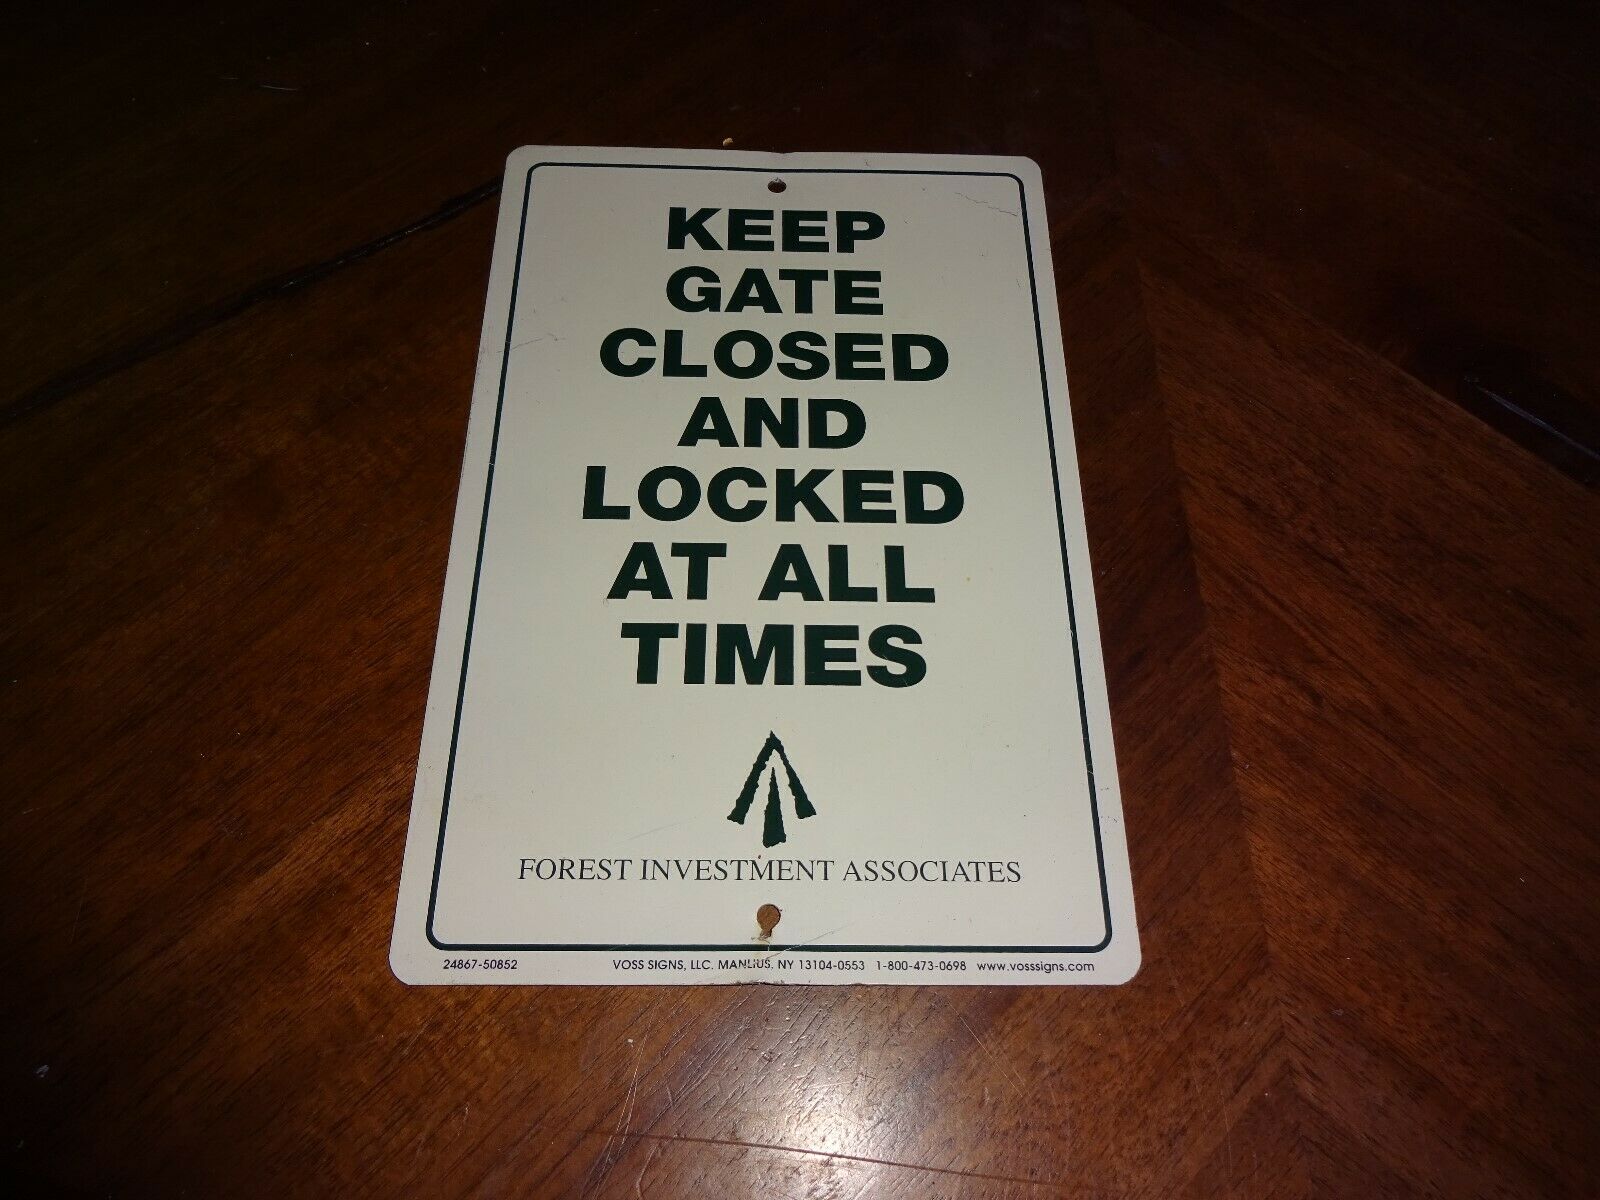 KEEP
GATE
CLOSED
AND
LOCKED
AT ALL
TIMES
FOREST INVESTMENT ASSOCIATES
24867-50852 VOSS SIGNS, LLC. MANLIUS, NY 13104-0553 1-800-473-0698 www.vosssigns.com